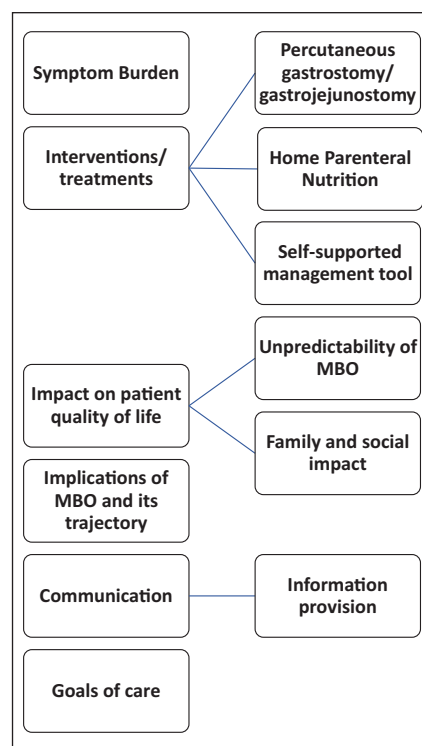 Symptom Burden
Interventions/
treatments
Percutaneous
gastrostomy/
gastrojejunostomy
Home Parenteral
Nutrition
Self-supported
management tool
Impact on patient
quality of life
Unpredictability of
MBO
Family and social
impact
Implications of
MBO and its
trajectory
Communication
Information
provision
Goals of care